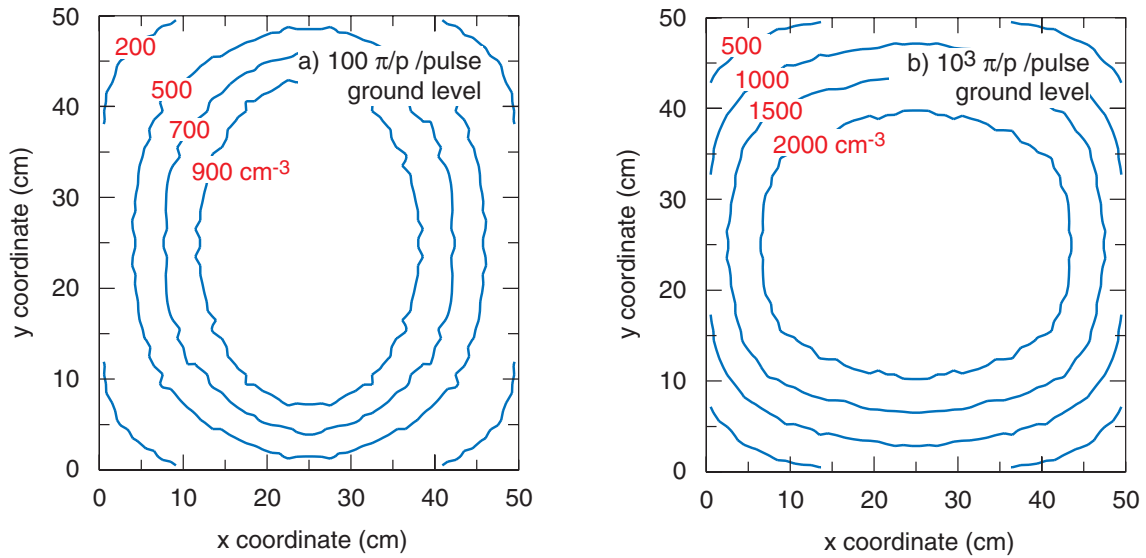 50
40
30
20
10
0
y coordinate (cm)
200
500
700
900 cm-3
a) 100 π/p /pulse
ground level
0 10 20 30 40 50
x coordinate (cm)
50
40
30
20
10
0
y coordinate (cm)
500
1000
1500
2000 cm-3
b) 10³ π/p /pulse
ground level
0 10 20 30 40 50
x coordinate (cm)